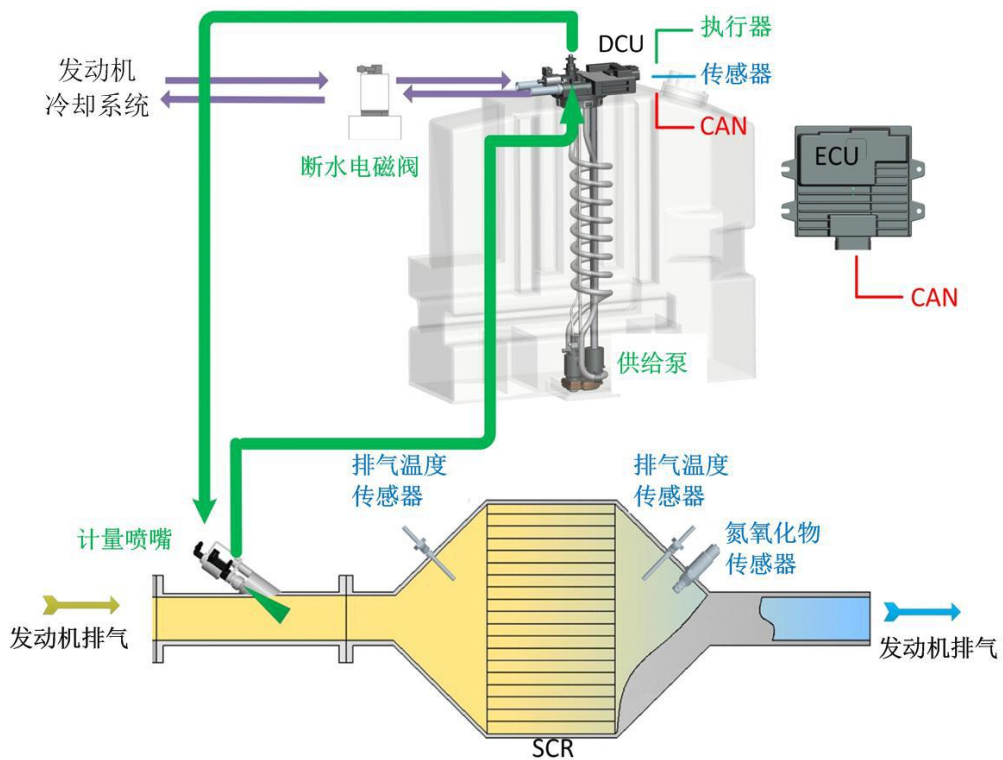 DCU
执行器
传感器
CAN
发动机
冷却系统
断水电磁阀
ECU
CAN
供给泵
排气温度
传感器
排气温度
传感器
氮氧化物
传感器
计量喷嘴
发动机排气
发动机排气
SCR